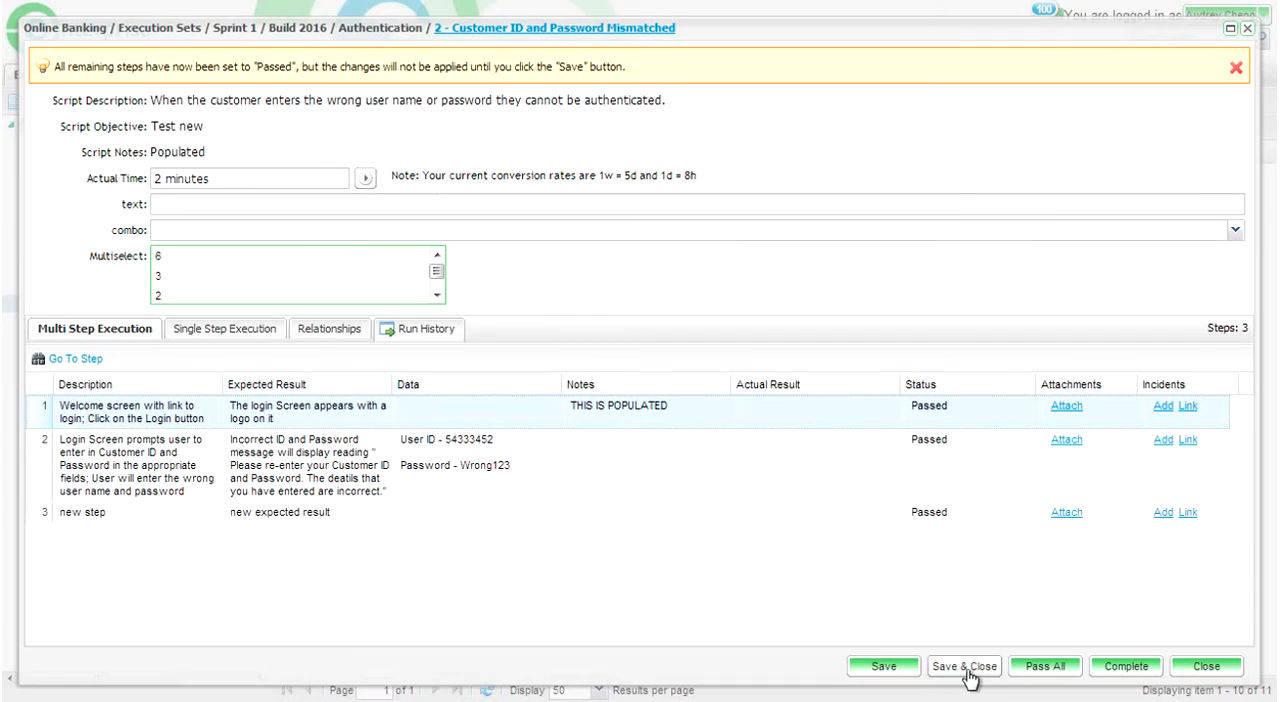 100 You are logged in as Audrey Cheng
Online Banking / Execution Sets / Sprint 1 / Build 2016 / Authentication / 2 - Customer ID and Password Mismatched
All remaining steps have now been set to "Passed", but the changes will not be applied until you click the "Save" button.
Script Description: When the customer enters the wrong user name or password they cannot be authenticated.
Script Objective: Test new
Script Notes: Populated
Actual Time: 2 minutes Note: Your current conversion rates are 1w = 5d and 1d = 8h
text:
combo:
Multiselect: 6
3
2
Multi Step Execution Single Step Execution Relationships Run History Steps: 3
Go To Step
Description Expected Result Data Notes Actual Result Status Attachments Incidents
1 Welcome screen with link to The login Screen appears with a THIS IS POPULATED Passed Attach Add Link
login; Click on the Login button logo on it
2 Login Screen prompts user to Incorrect ID and Password User ID - 54333452 Passed Attach Add Link
enter in Customer ID and message will display reading "
Password in the appropriate Please re-enter your Customer ID Password - Wrong123
fields; User will enter the wrong and Password. The deatils that
user name and password you have entered are incorrect."
3 new step new expected result Passed Attach Add Link
Save Save & Close Pass All Complete Close
Page 1 of 1 Display 50 Results per page Displaying item 1 - 10 of 11